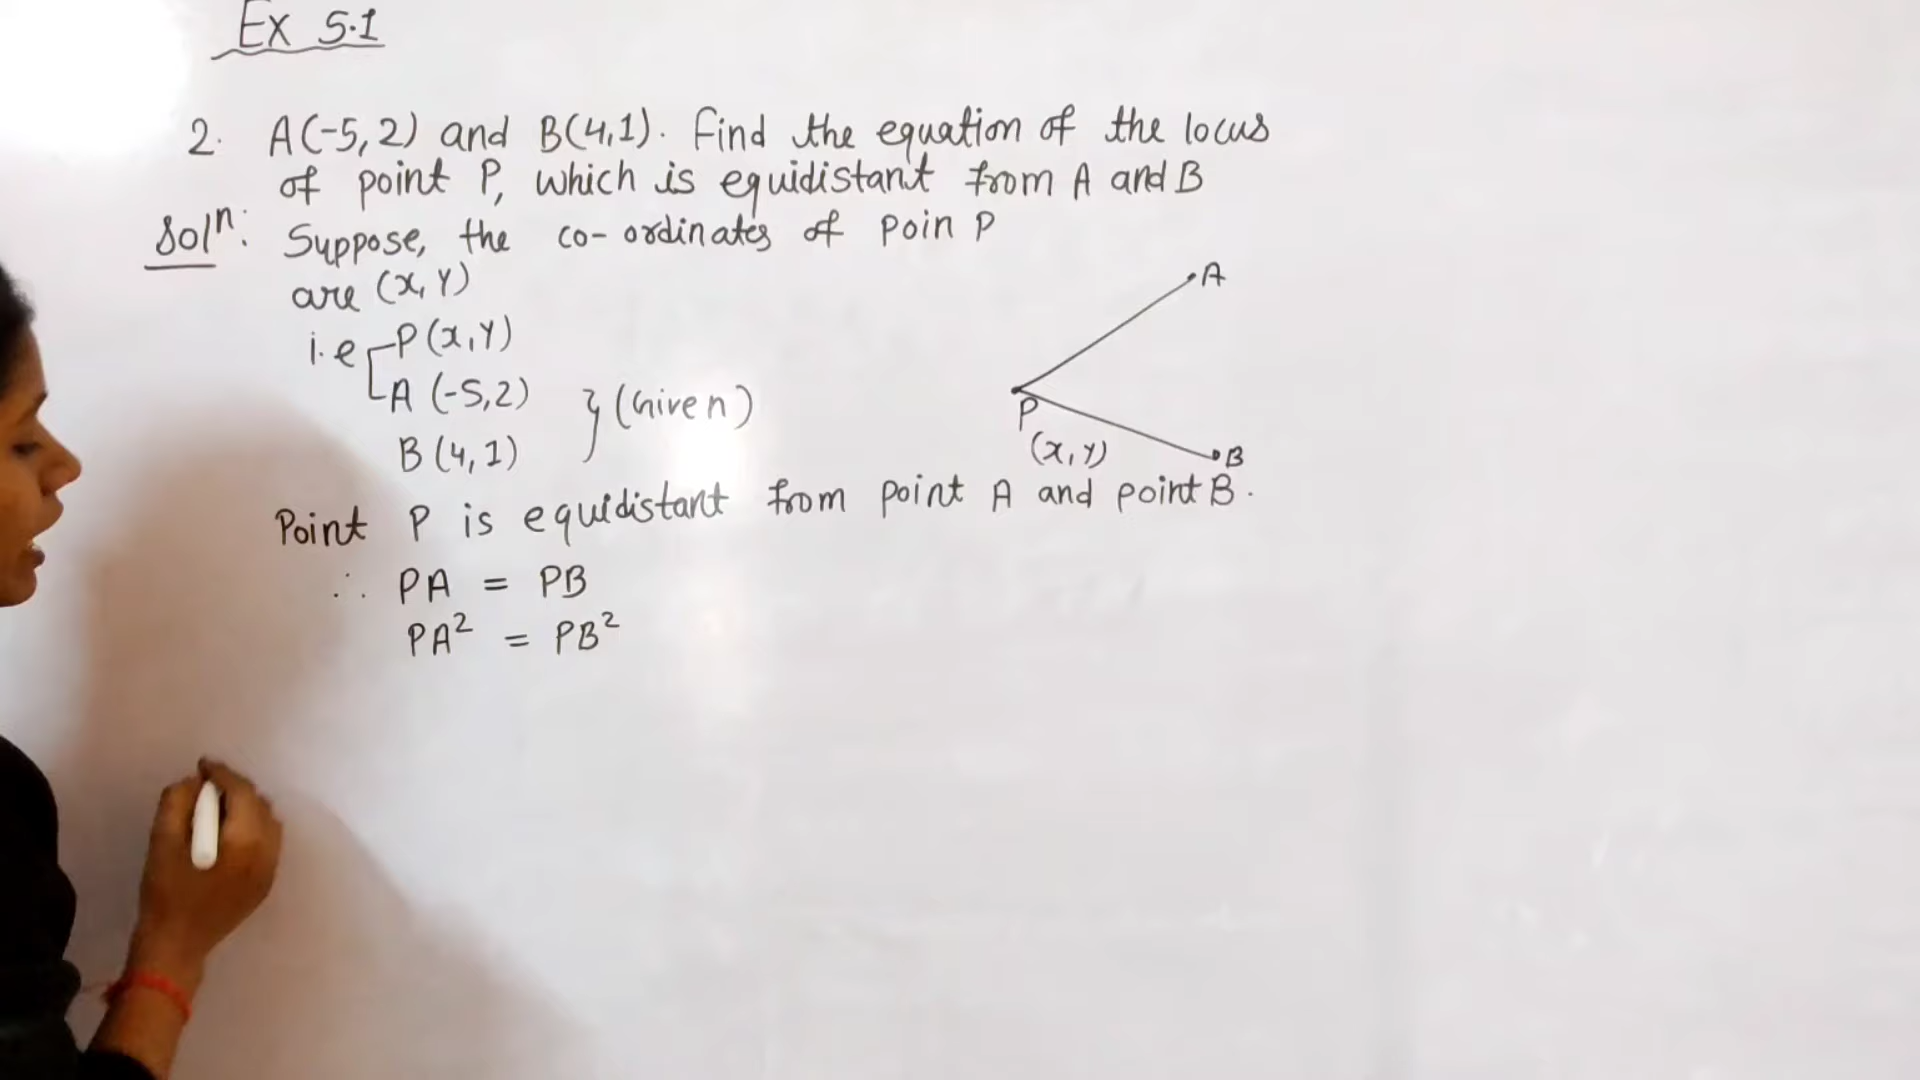 Ex 5.1
2. A(-5,2) and B(4,1). Find the equation of the locus
of point P, which is equidistant from A and B
Solⁿ: Suppose, the co-ordinates of poin P
are (x, y)
A
i.e P(x, y)
A (-5,2)
} (Given)
P
B (4,1)
(x, y)
B
Point P is equidistant from point A and point B.
∴ PA = PB
PA² = PB²